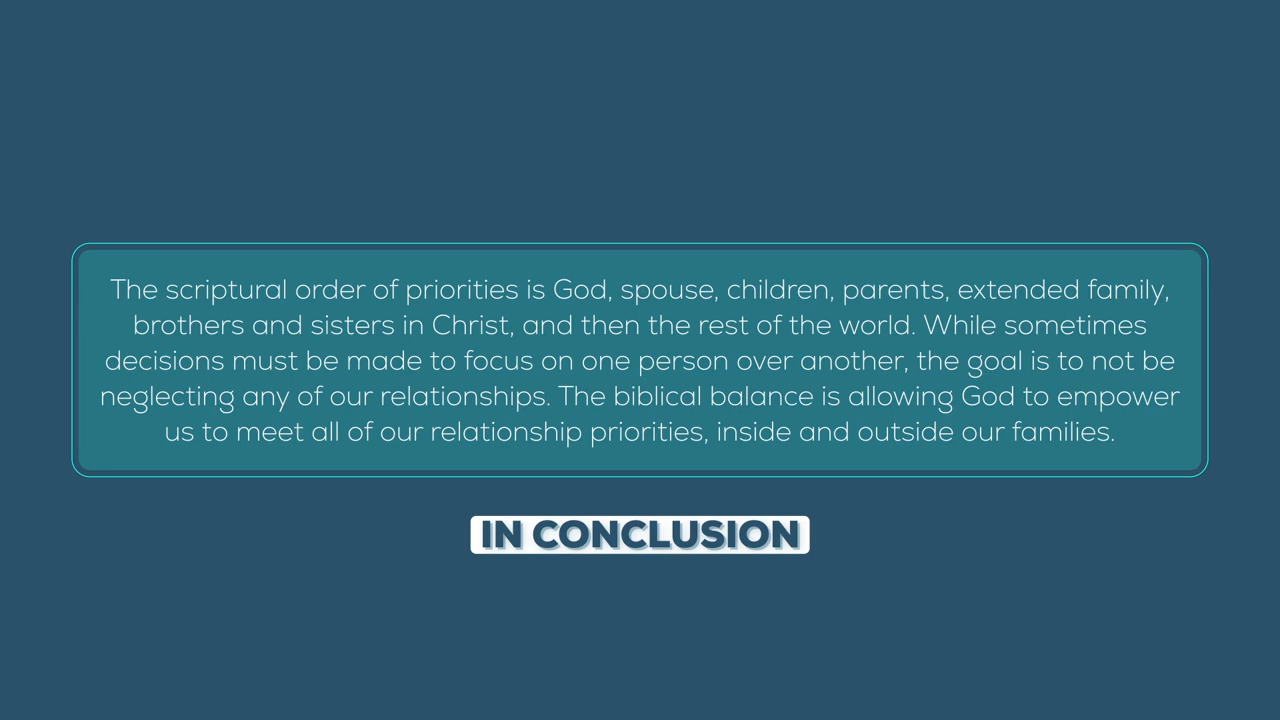 The scriptural order of priorities is God, spouse, children, parents, extended family,
brothers and sisters in Christ, and then the rest of the world. While sometimes
decisions must be made to focus on one person over another, the goal is to not be
neglecting any of our relationships. The biblical balance is allowing God to empower
us to meet all of our relationship priorities, inside and outside our families.
IN CONCLUSION